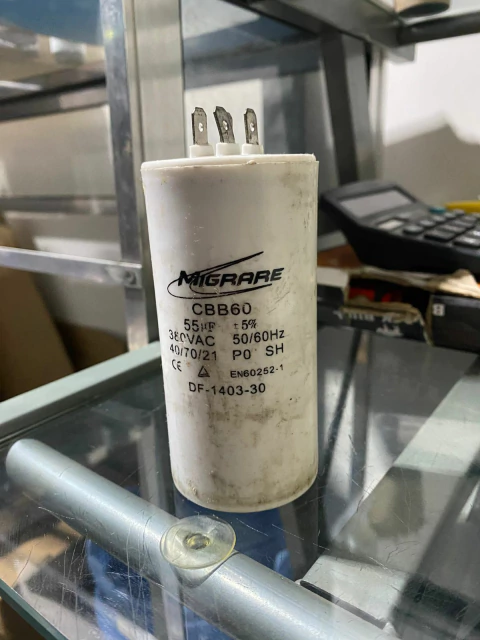 MIGRARE
CBB60
55µF ±5%
380VAC 50/60Hz
40/70/21 P0 SH
CE EN60252-1
DF-1403-30